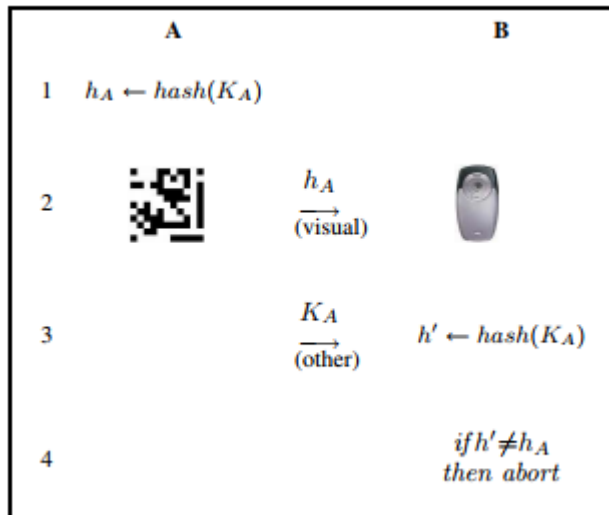 A B
1 h_A ← hash(K_A)
2 h_A
→
(visual)
3 K_A h′ ← hash(K_A)
→
(other)
4 if h′ ≠ h_A
then abort